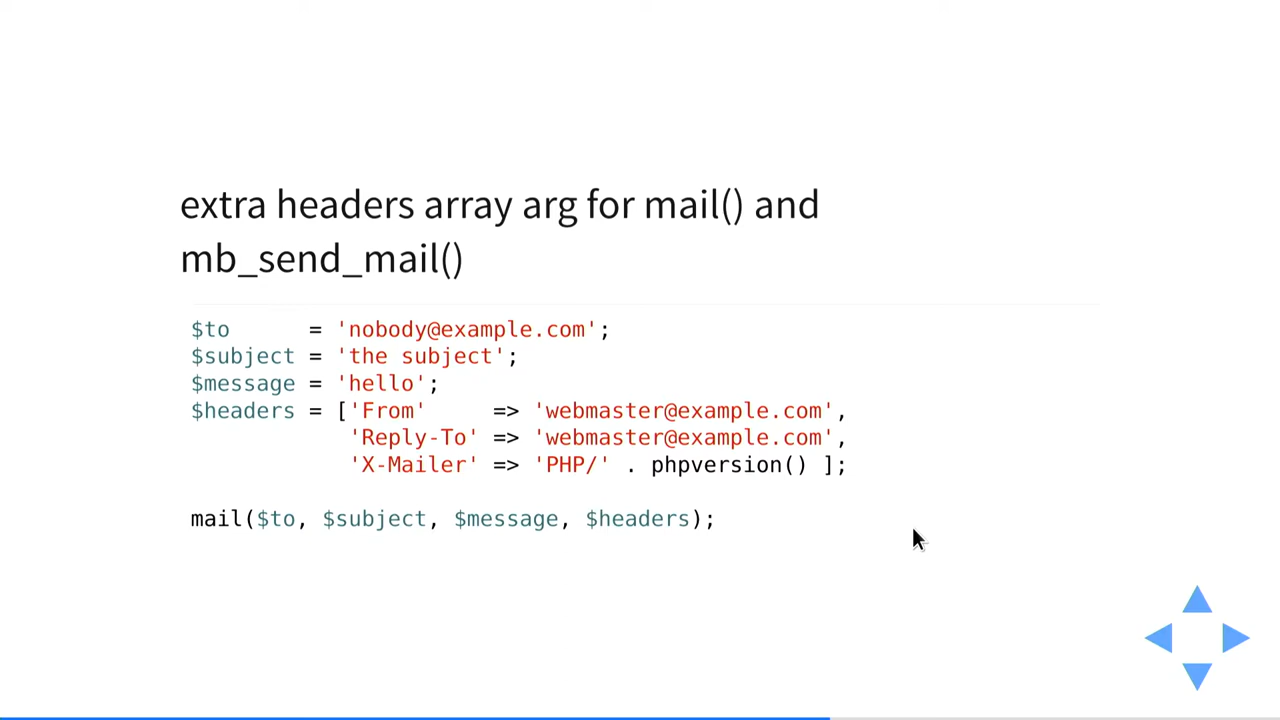 extra headers array arg for mail() and
mb_send_mail()
$to      = 'nobody@example.com';
$subject = 'the subject';
$message = 'hello';
$headers = ['From'     => 'webmaster@example.com',
            'Reply-To' => 'webmaster@example.com',
            'X-Mailer' => 'PHP/' . phpversion() ];
mail($to, $subject, $message, $headers);